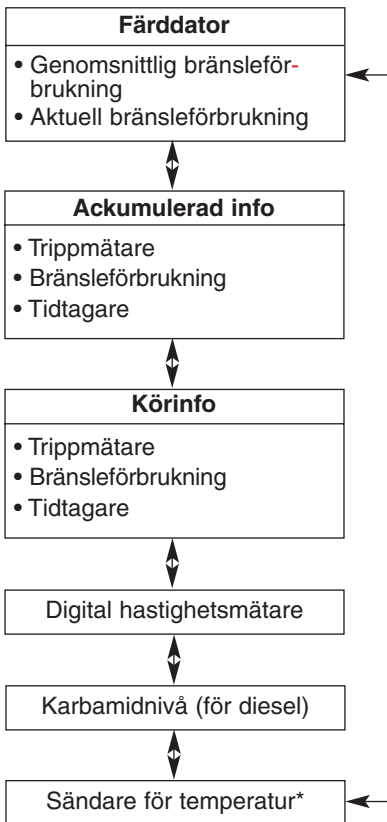 Färddator
• Genomsnittlig bränsleför-
brukning
• Aktuell bränsleförbrukning
Ackumulerad info
• Trippmätare
• Bränsleförbrukning
• Tidtagare
Körinfo
• Trippmätare
• Bränsleförbrukning
• Tidtagare
Digital hastighetsmätare
Karbamidnivå (för diesel)
Sändare för temperatur*